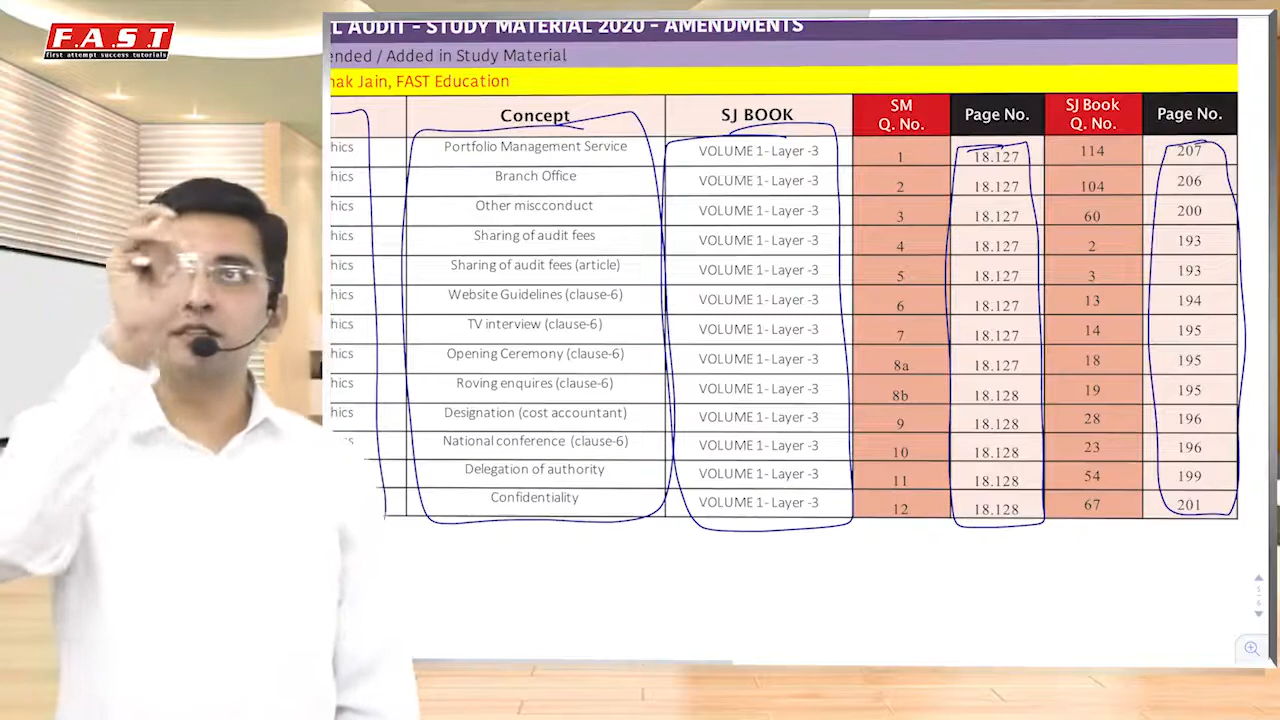 F.A.S.T
first attempt success tutorials
L AUDIT - STUDY MATERIAL 2020 - AMENDMENTS
ended / Added in Study Material
nak Jain, FAST Education
Concept SJ BOOK SM Q. No. Page No. SJ Book Q. No. Page No.
hics Portfolio Management Service VOLUME 1- Layer -3 1 18.127 114 207
hics Branch Office VOLUME 1- Layer -3 2 18.127 104 206
hics Other miscconduct VOLUME 1- Layer -3 3 18.127 60 200
hics Sharing of audit fees VOLUME 1- Layer -3 4 18.127 2 193
hics Sharing of audit fees (article) VOLUME 1- Layer -3 5 18.127 3 193
hics Website Guidelines (clause-6) VOLUME 1- Layer -3 6 18.127 13 194
hics TV interview (clause-6) VOLUME 1- Layer -3 7 18.127 14 195
hics Opening Ceremony (clause-6) VOLUME 1- Layer -3 8a 18.127 18 195
hics Roving enquires (clause-6) VOLUME 1- Layer -3 8b 18.128 19 195
hics Designation (cost accountant) VOLUME 1- Layer -3 9 18.128 28 196
National conference (clause-6) VOLUME 1- Layer -3 10 18.128 23 196
Delegation of authority VOLUME 1- Layer -3 11 18.128 54 199
Confidentiality VOLUME 1- Layer -3 12 18.128 67 201